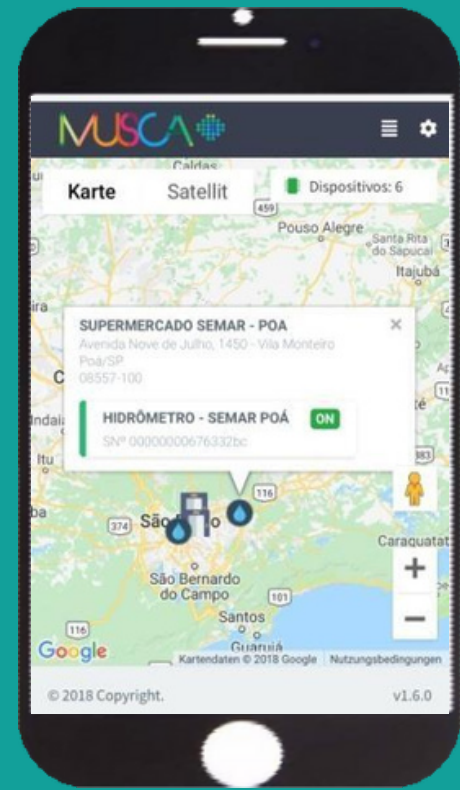 MUSCA
Caldas
Karte
Satellit
Dispositivos: 6
459
Pouso Alegre
Santa Rita
do Sapucaí
Itajubá
SUPERMERCADO SEMAR - POA
Avenida Nove de Julho, 1450 - Vila Monteiro
Poá/SP
08557-100
HIDRÔMETRO - SEMAR POÁ
ON
SNº 00000000676332bc
Itu
383
116
374
São
o
Caraguatat
São Bernardo
do Campo
101
Santos
116
Guarujá
Google
Kartendaten © 2018 Google
Nutzungsbedingungen
© 2018 Copyright.
v1.6.0